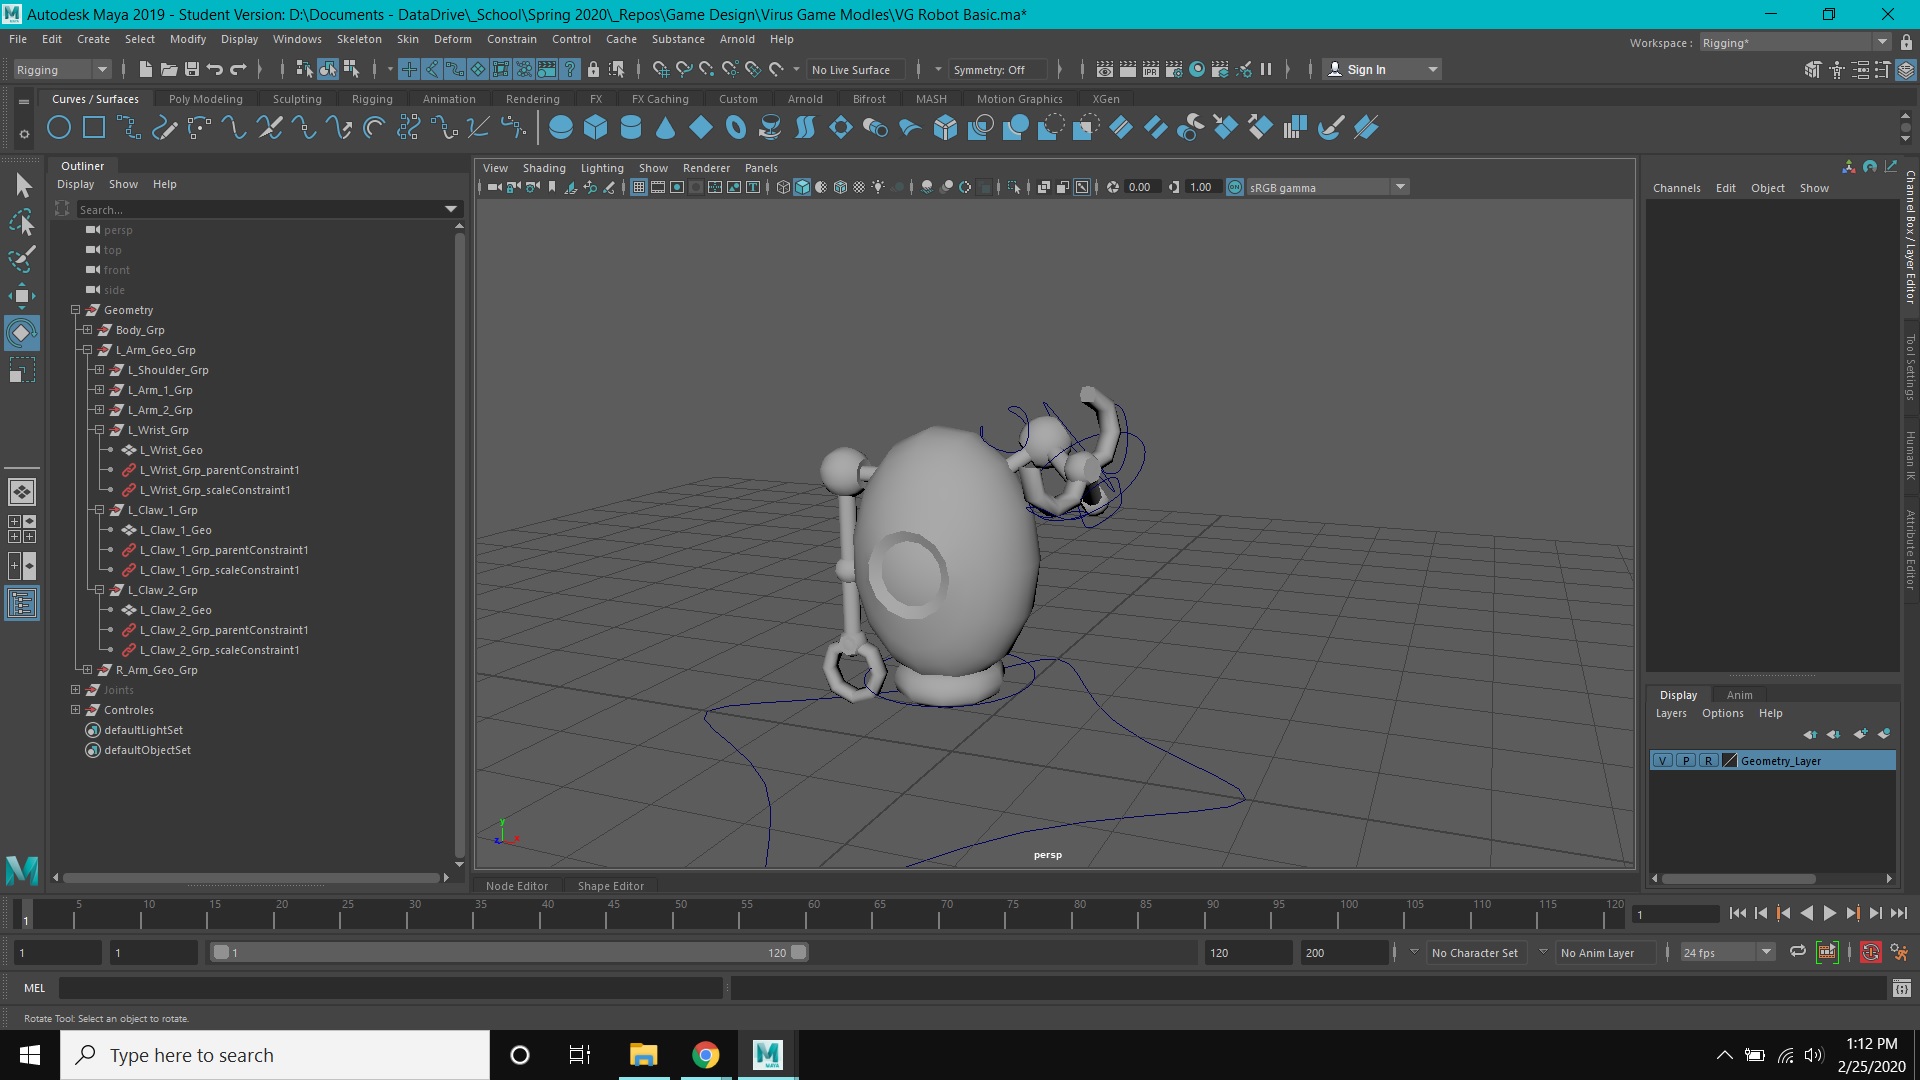 Autodesk Maya 2019 - Student Version: D:\Documents - DataDrive\_School\Spring 2020\_Repos\Game Design\Virus Game Modles\VG Robot Basic.ma*
File Edit Create Select Modify Display Windows Skeleton Skin Deform Constrain Control Cache Substance Arnold Help
Workspace : Rigging*
Rigging No Live Surface Symmetry: Off IPR Sign In
Curves / Surfaces Poly Modeling Sculpting Rigging Animation Rendering FX FX Caching Custom Arnold Bifrost MASH Motion Graphics XGen
Outliner
Display Show Help
Search...
persp
top
front
side
Geometry
Body_Grp
L_Arm_Geo_Grp
L_Shoulder_Grp
L_Arm_1_Grp
L_Arm_2_Grp
L_Wrist_Grp
L_Wrist_Geo
L_Wrist_Grp_parentConstraint1
L_Wrist_Grp_scaleConstraint1
L_Claw_1_Grp
L_Claw_1_Geo
L_Claw_1_Grp_parentConstraint1
L_Claw_1_Grp_scaleConstraint1
L_Claw_2_Grp
L_Claw_2_Geo
L_Claw_2_Grp_parentConstraint1
L_Claw_2_Grp_scaleConstraint1
R_Arm_Geo_Grp
Joints
Controles
defaultLightSet
defaultObjectSet
View Shading Lighting Show Renderer Panels
0.00 1.00 ON sRGB gamma
y
z x
persp
Node Editor Shape Editor
Channels Edit Object Show
Channel Box / Layer Editor
Tool Settings
Human IK
Attribute Editor
Display Anim
Layers Options Help
V P R Geometry_Layer
1 5 10 15 20 25 30 35 40 45 50 55 60 65 70 75 80 85 90 95 100 105 110 115 120 1
1 1 1 120 120 200 No Character Set No Anim Layer 24 fps
MEL
Rotate Tool: Select an object to rotate.
Type here to search
MAYA
1:12 PM
2/25/2020